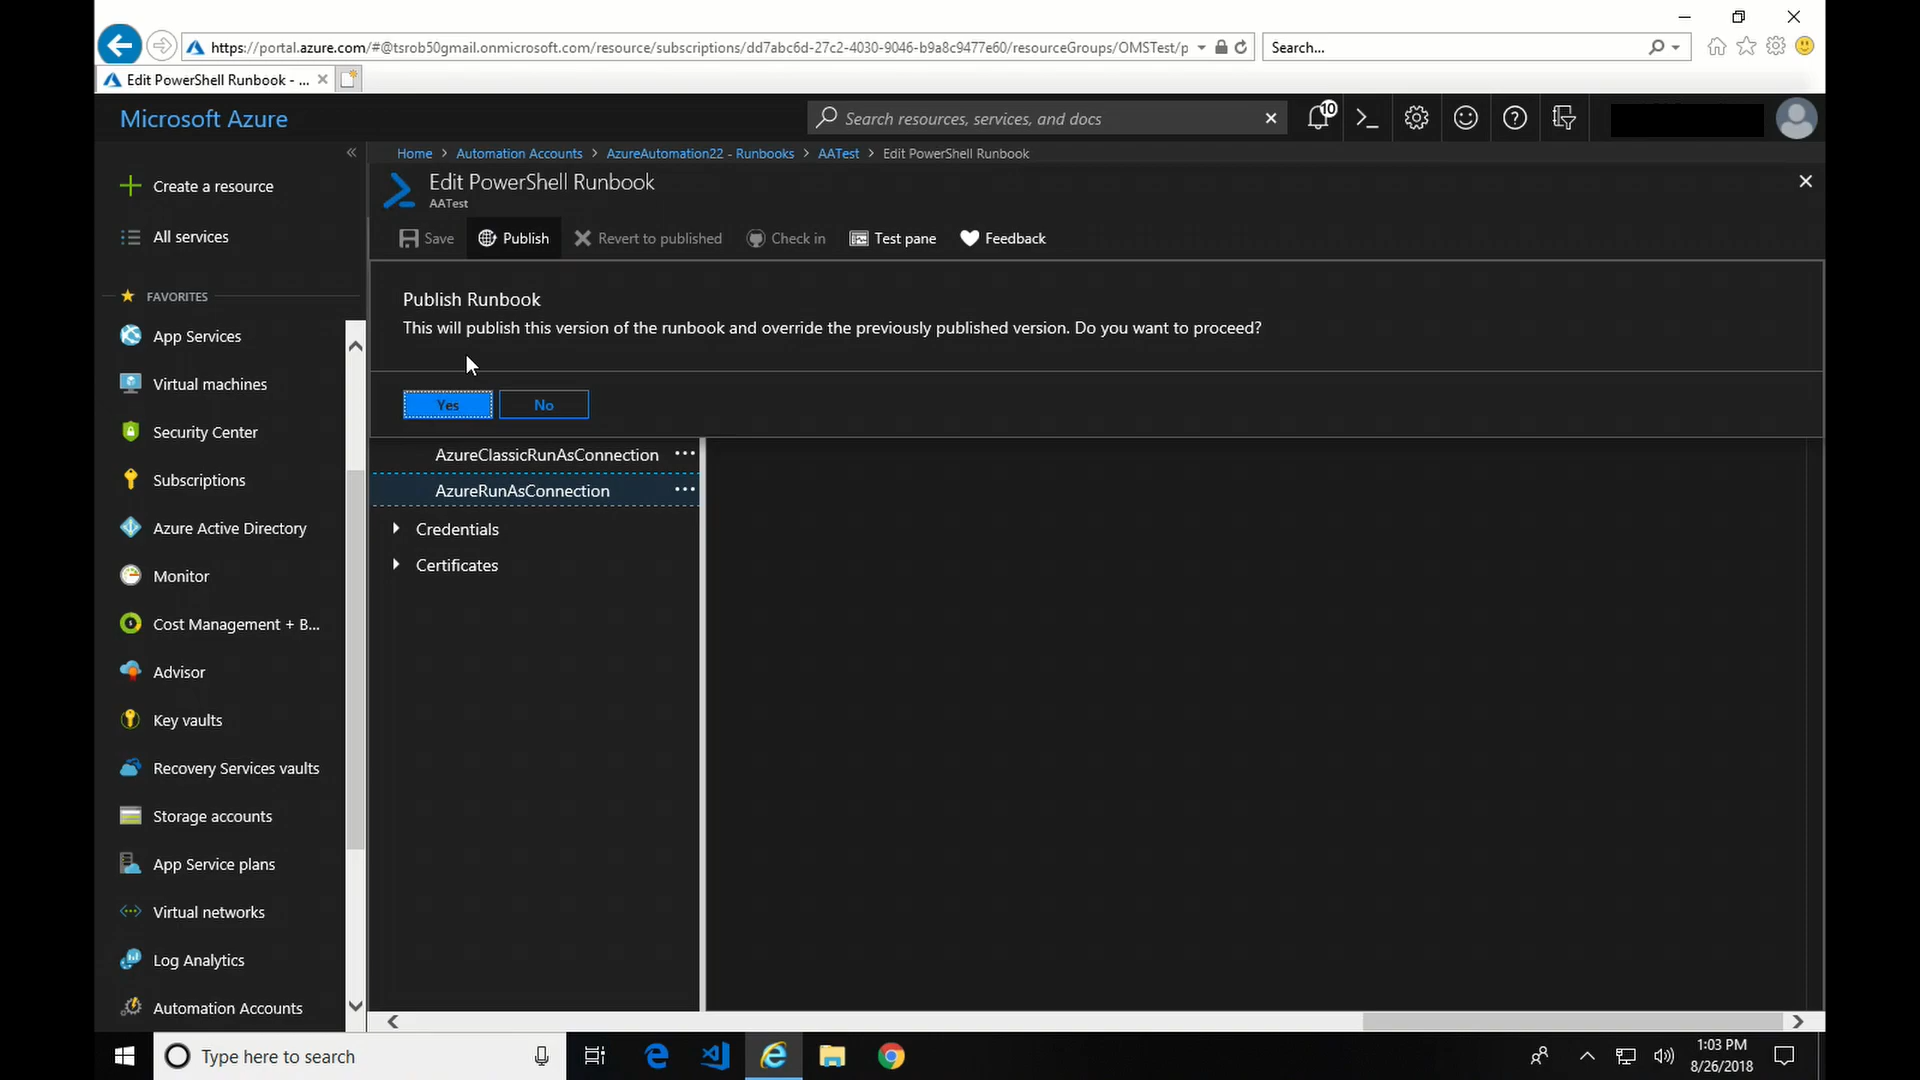 https://portal.azure.com/#@tsrob50gmail.onmicrosoft.com/resource/subscriptions/dd7abc6d-27c2-4030-9046-b9a8c9477e60/resourceGroups/OMSTest/p
Search...
Edit PowerShell Runbook - ...
Microsoft Azure
Search resources, services, and docs
10
Home > Automation Accounts > AzureAutomation22 - Runbooks > AATest > Edit PowerShell Runbook
Edit PowerShell Runbook
AATest
Save Publish Revert to published Check in Test pane Feedback
Create a resource
All services
FAVORITES
App Services
Virtual machines
Security Center
Subscriptions
Azure Active Directory
Monitor
Cost Management + B...
Advisor
Key vaults
Recovery Services vaults
Storage accounts
App Service plans
Virtual networks
Log Analytics
Automation Accounts
Publish Runbook
This will publish this version of the runbook and override the previously published version. Do you want to proceed?
Yes No
AzureClassicRunAsConnection
AzureRunAsConnection
Credentials
Certificates
Type here to search
1:03 PM
8/26/2018